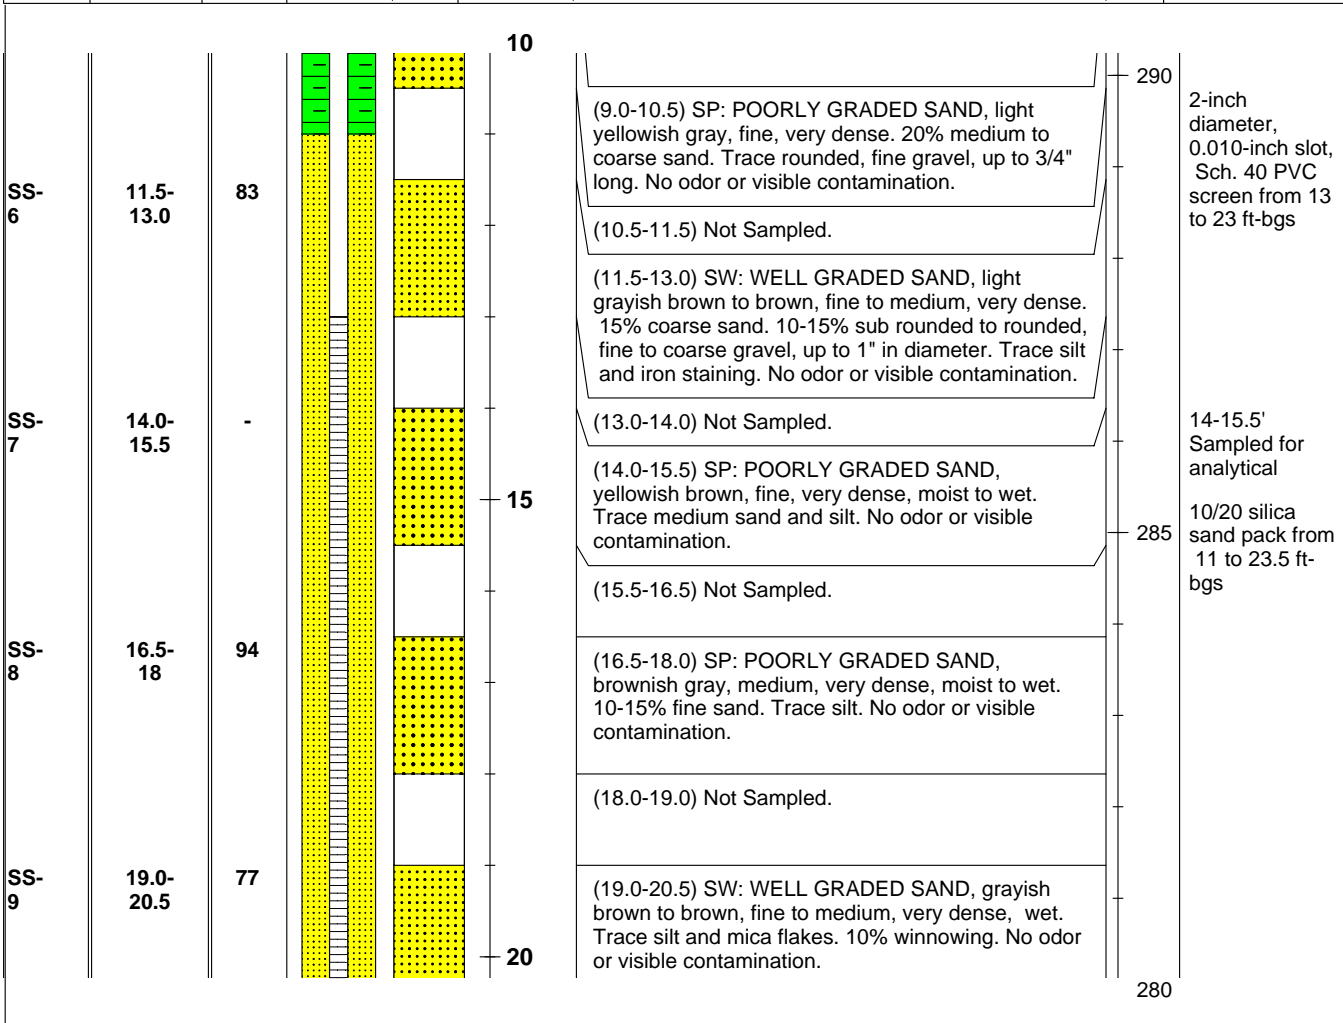 10
290
(9.0-10.5) SP: POORLY GRADED SAND, light
yellowish gray, fine, very dense. 20% medium to
coarse sand. Trace rounded, fine gravel, up to 3/4"
long. No odor or visible contamination.
2-inch
diameter,
0.010-inch slot,
Sch. 40 PVC
screen from 13
to 23 ft-bgs
SS-
6
11.5-
13.0
83
(10.5-11.5) Not Sampled.
(11.5-13.0) SW: WELL GRADED SAND, light
grayish brown to brown, fine to medium, very dense.
15% coarse sand. 10-15% sub rounded to rounded,
fine to coarse gravel, up to 1" in diameter. Trace silt
and iron staining. No odor or visible contamination.
SS-
7
14.0-
15.5
-
(13.0-14.0) Not Sampled.
14-15.5'
Sampled for
analytical
(14.0-15.5) SP: POORLY GRADED SAND,
yellowish brown, fine, very dense, moist to wet.
Trace medium sand and silt. No odor or visible
contamination.
15
285
10/20 silica
sand pack from
11 to 23.5 ft-
bgs
(15.5-16.5) Not Sampled.
SS-
8
16.5-
18
94
(16.5-18.0) SP: POORLY GRADED SAND,
brownish gray, medium, very dense, moist to wet.
10-15% fine sand. Trace silt. No odor or visible
contamination.
(18.0-19.0) Not Sampled.
SS-
9
19.0-
20.5
77
(19.0-20.5) SW: WELL GRADED SAND, grayish
brown to brown, fine to medium, very dense, wet.
Trace silt and mica flakes. 10% winnowing. No odor
or visible contamination.
20
280